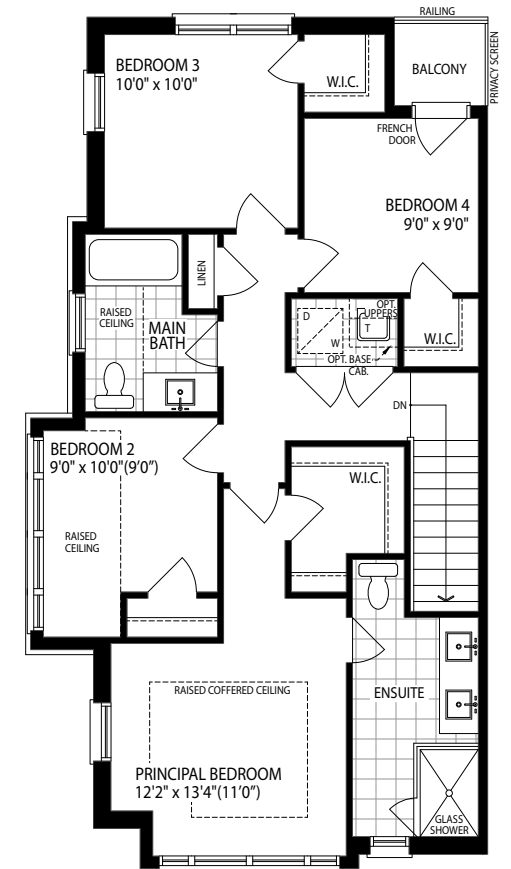 RAILING
PRIVACY SCREEN
BALCONY
BEDROOM 3
10'0" x 10'0"
W.I.C.
FRENCH
DOOR
BEDROOM 4
9'0" x 9'0"
LINEN
RAISED
CEILING
MAIN
BATH
D
W
OPT.
UPPERS
T
OPT. BASE
CAB.
W.I.C.
DN
BEDROOM 2
9'0" x 10'0"(9'0")
RAISED
CEILING
W.I.C.
RAISED COFFERED CEILING
ENSUITE
PRINCIPAL BEDROOM
12'2" x 13'4"(11'0")
GLASS
SHOWER